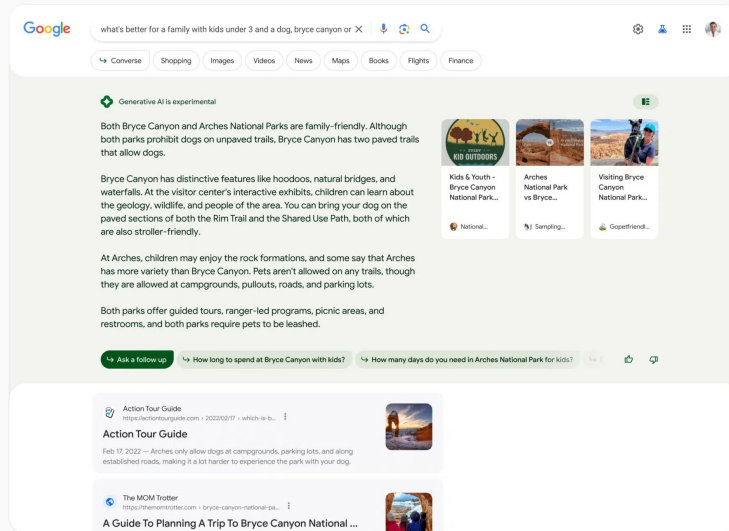 Google
what's better for a family with kids under 3 and a dog, bryce canyon or
Converse
Shopping
Images
Videos
News
Maps
Books
Flights
Finance
Generative AI is experimental
Both Bryce Canyon and Arches National Parks are family-friendly. Although
both parks prohibit dogs on unpaved trails, Bryce Canyon has two paved trails
that allow dogs.
Bryce Canyon has distinctive features like hoodoos, natural bridges, and
waterfalls. At the visitor center's interactive exhibits, children can learn about
the geology, wildlife, and people of the area. You can bring your dog on the
paved sections of both the Rim Trail and the Shared Use Path, both of which
are also stroller-friendly.
At Arches, children may enjoy the rock formations, and some say that Arches
has more variety than Bryce Canyon. Pets aren't allowed on any trails, though
they are allowed at campgrounds, pullouts, roads, and parking lots.
Both parks offer guided tours, ranger-led programs, picnic areas, and
restrooms, and both parks require pets to be leashed.
KID OUTDOORS
Kids & Youth -
Bryce Canyon
National Park...
National...
Arches
National Park
vs Bryce...
Sampling...
Visiting Bryce
Canyon
National Park...
Gopetfriendl...
Ask a follow up
How long to spend at Bryce Canyon with kids?
How many days do you need in Arches National Park for kids?
Action Tour Guide
https://actiontourguide.com › 2022/02/17 › which-is-b...
Action Tour Guide
Feb 17, 2022 — Arches only allow dogs at campgrounds, parking lots, and along
established roads, making it a lot harder to experience the park with your dog.
The MOM Trotter
https://themomtrotter.com › bryce-canyon-national-pa...
A Guide To Planning A Trip To Bryce Canyon National ...